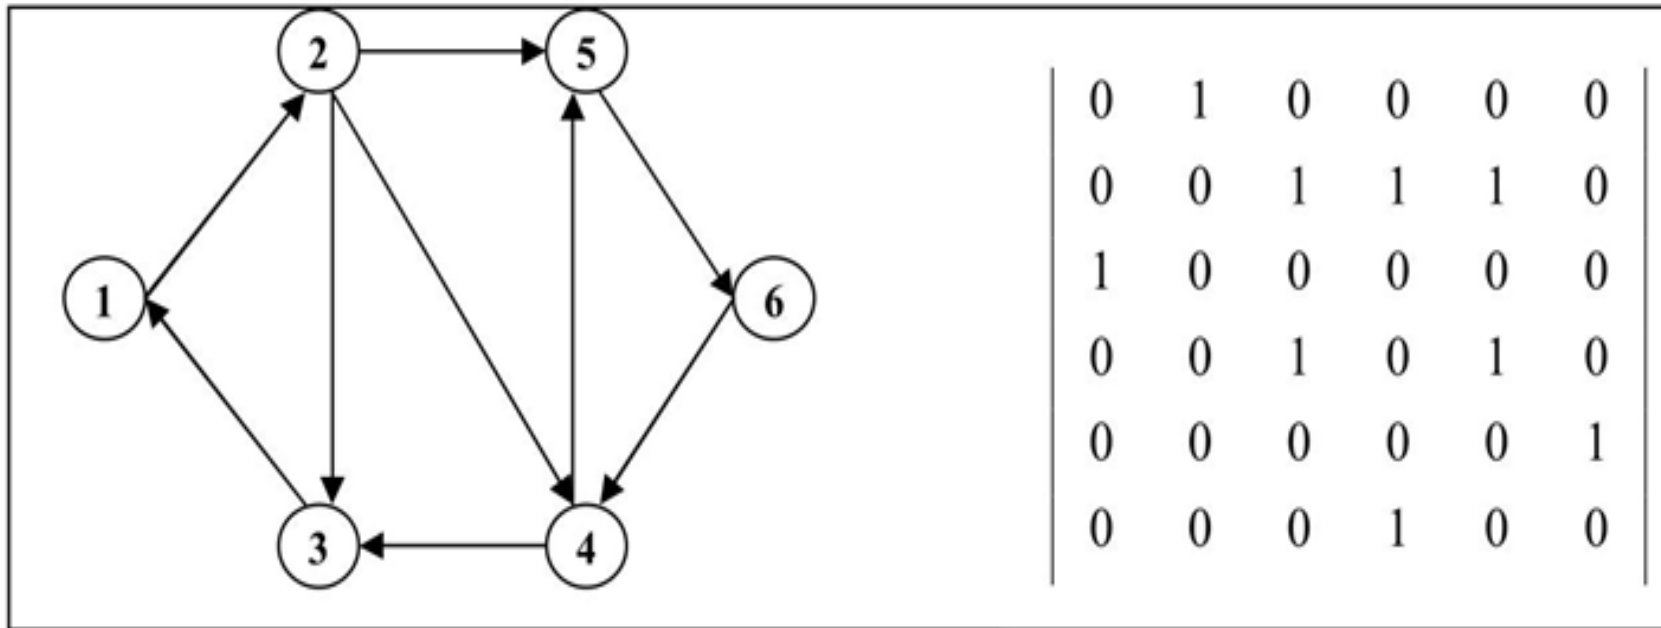 2 5
1 6
3 4
0 1 0 0 0 0
0 0 1 1 1 0
1 0 0 0 0 0
0 0 1 0 1 0
0 0 0 0 0 1
0 0 0 1 0 0